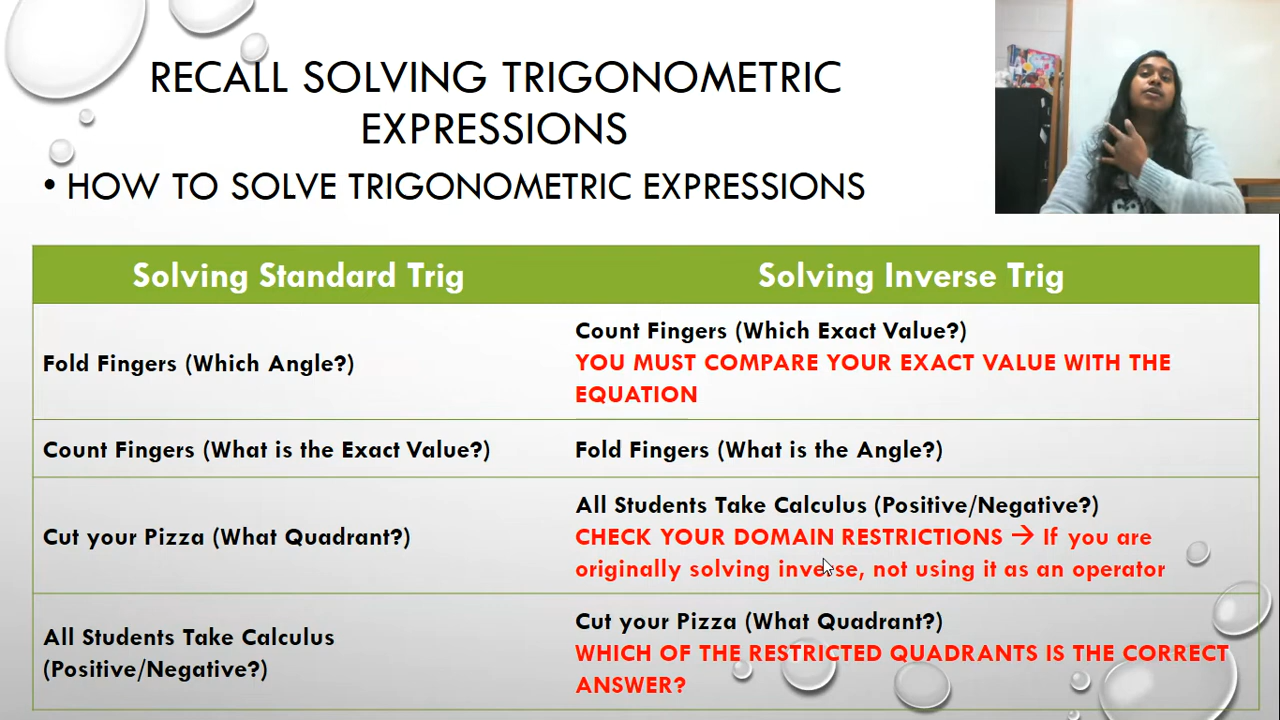 RECALL SOLVING TRIGONOMETRIC
EXPRESSIONS
• HOW TO SOLVE TRIGONOMETRIC EXPRESSIONS
Solving Standard Trig
Solving Inverse Trig
Fold Fingers (Which Angle?)
Count Fingers (Which Exact Value?)
YOU MUST COMPARE YOUR EXACT VALUE WITH THE
EQUATION
Count Fingers (What is the Exact Value?)
Fold Fingers (What is the Angle?)
Cut your Pizza (What Quadrant?)
All Students Take Calculus (Positive/Negative?)
CHECK YOUR DOMAIN RESTRICTIONS → If you are
originally solving inverse, not using it as an operator
All Students Take Calculus
(Positive/Negative?)
Cut your Pizza (What Quadrant?)
WHICH OF THE RESTRICTED QUADRANTS IS THE CORRECT
ANSWER?